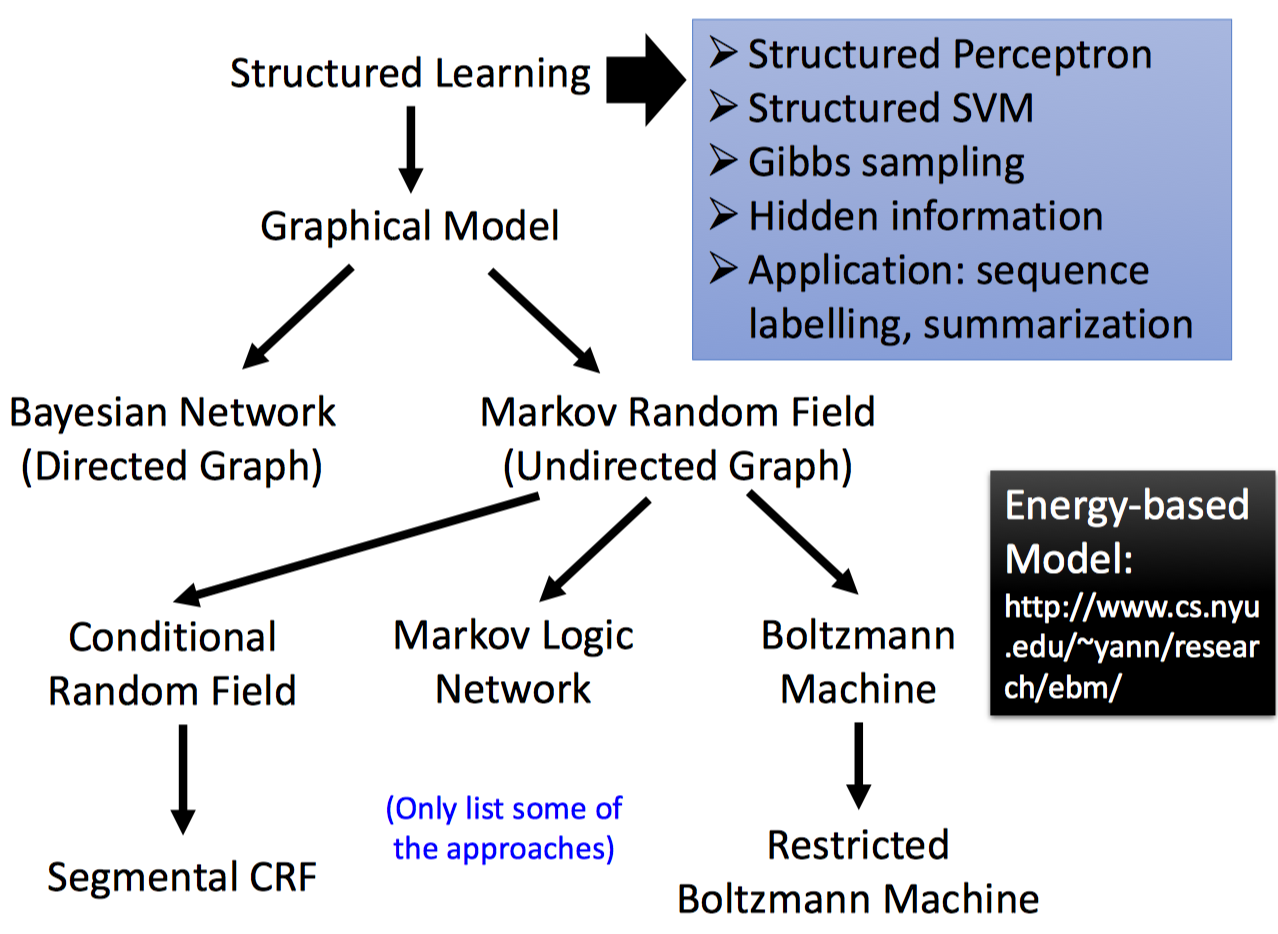 Structured Learning
➢ Structured Perceptron
➢ Structured SVM
➢ Gibbs sampling
➢ Hidden information
➢ Application: sequence
labelling, summarization
Graphical Model
Bayesian Network
(Directed Graph)
Markov Random Field
(Undirected Graph)
Energy-based
Model:
http://www.cs.nyu
.edu/~yann/resear
ch/ebm/
Conditional
Random Field
Markov Logic
Network
Boltzmann
Machine
(Only list some of
the approaches)
Segmental CRF
Restricted
Boltzmann Machine